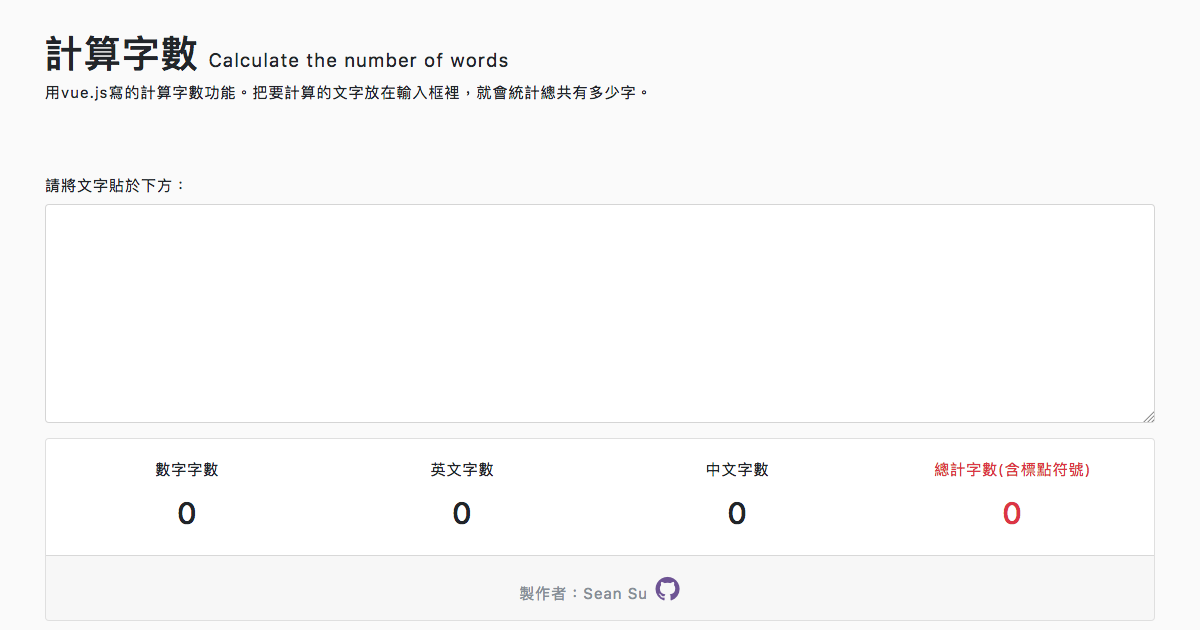 計算字數 Calculate the number of words
用vue.js寫的計算字數功能。把要計算的文字放在輸入框裡，就會統計總共有多少字。
請將文字貼於下方：
數字字數 英文字數 中文字數 總計字數(含標點符號)
0 0 0 0
製作者：Sean Su